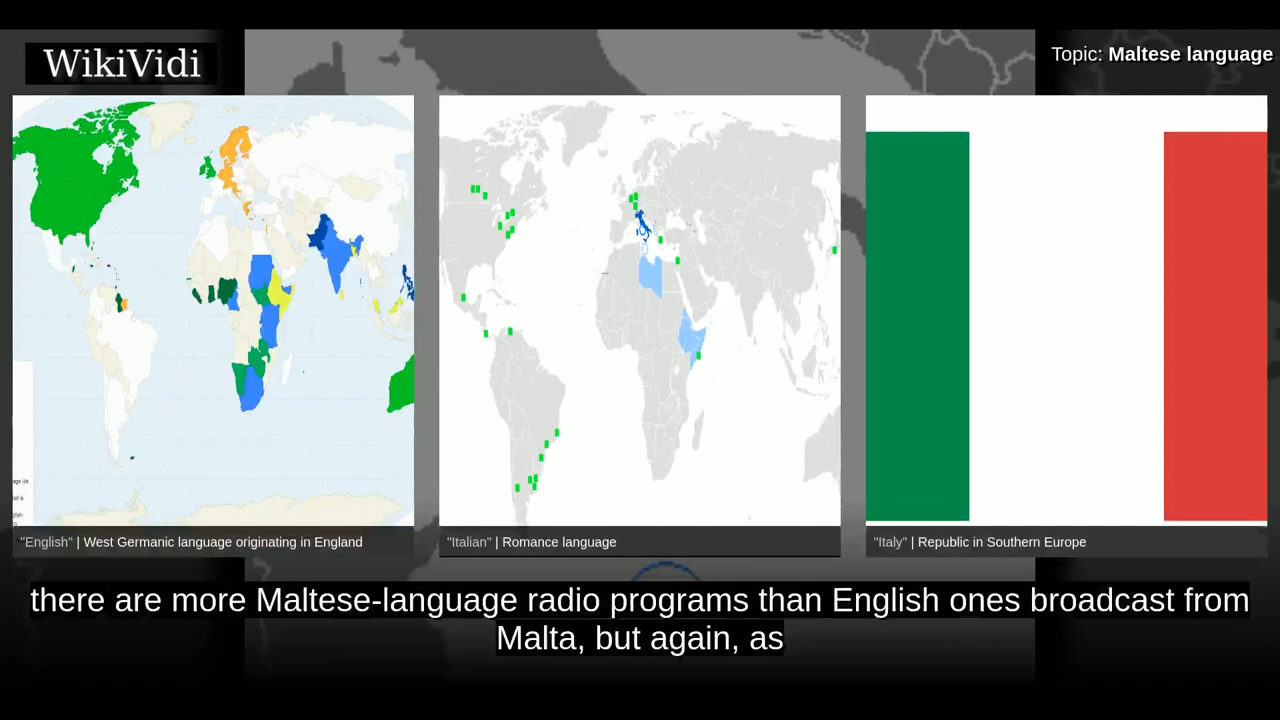 WikiVidi
Topic: Maltese language
"English" | West Germanic language originating in England
"Italian" | Romance language
"Italy" | Republic in Southern Europe
there are more Maltese-language radio programs than English ones broadcast from
Malta, but again, as